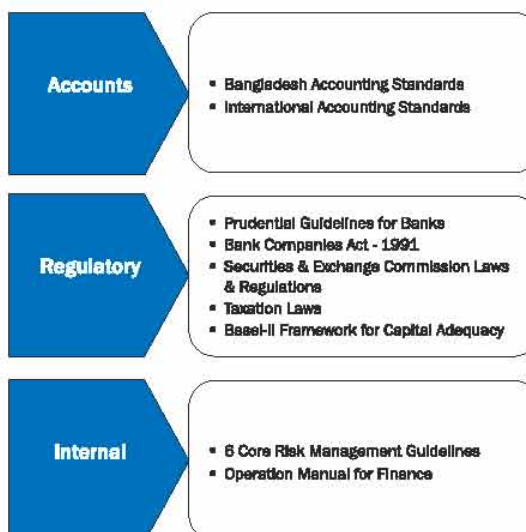 Accounts
▪ Bangladesh Accounting Standards
▪ International Accounting Standards
Regulatory
▪ Prudential Guidelines for Banks
▪ Bank Companies Act - 1991
▪ Securities & Exchange Commission Laws
& Regulations
▪ Taxation Laws
▪ Basel-II Framework for Capital Adequacy
Internal
▪ 6 Core Risk Management Guidelines
▪ Operation Manual for Finance